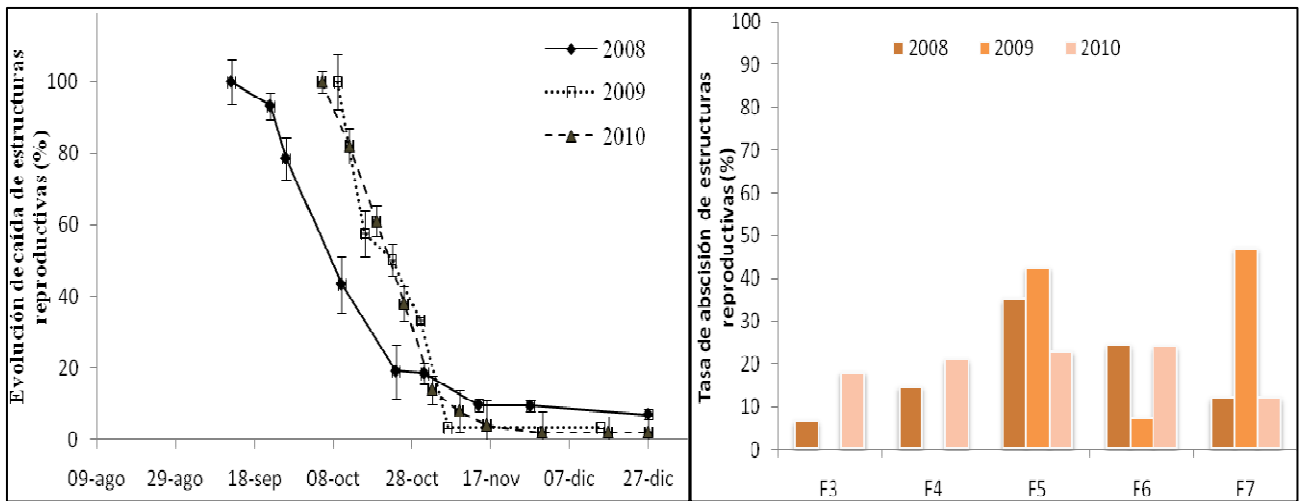 Evolución de caída de estructuras
reproductivas (%)
100
80
60
40
20
0
09-ago 29-ago 18-sep 08-oct 28-oct 17-nov 07-dic 27-dic
2008
2009
2010
Tasa de abscisión de estructuras
reproductivas (%)
100
90
80
70
60
50
40
30
20
10
0
F3 F4 F5 F6 F7
2008 2009 2010